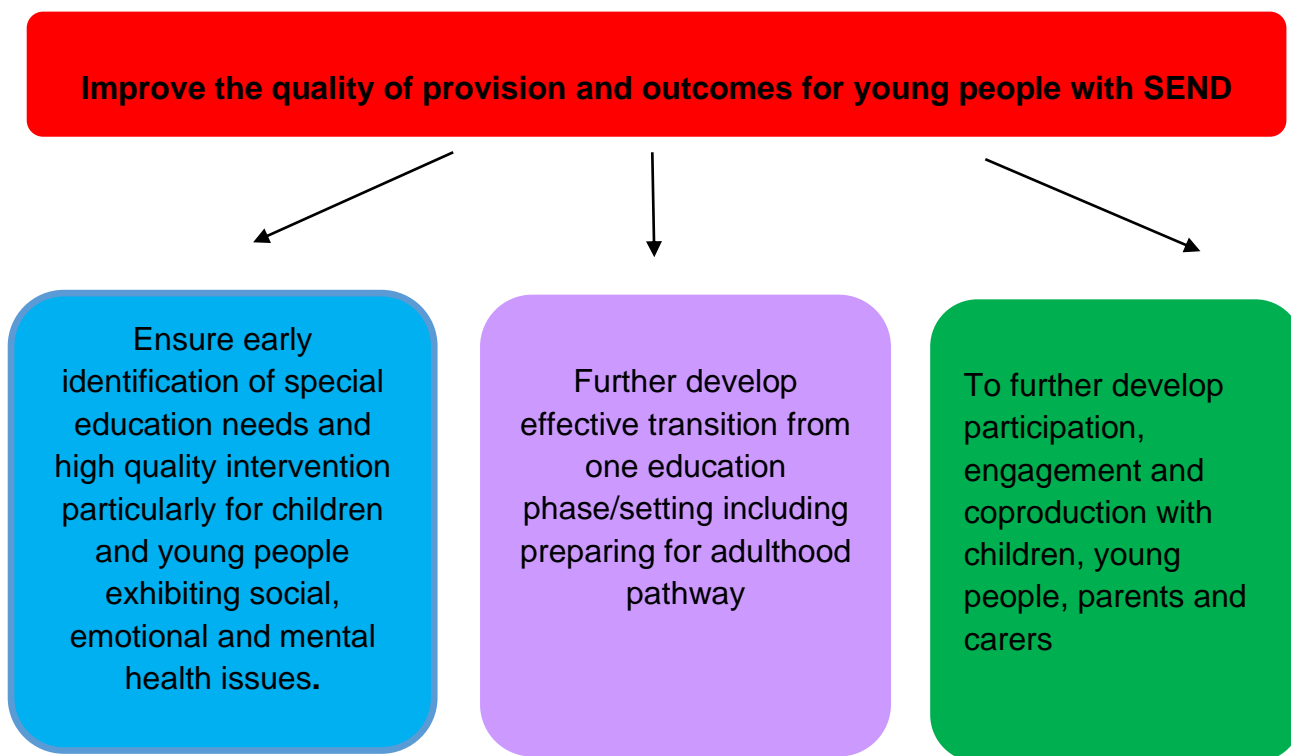 Improve the quality of provision and outcomes for young people with SEND
Ensure early
identification of special
education needs and
high quality intervention
particularly for children
and young people
exhibiting social,
emotional and mental
health issues.
Further develop
effective transition from
one education
phase/setting including
preparing for adulthood
pathway
To further develop
participation,
engagement and
coproduction with
children, young
people, parents and
carers